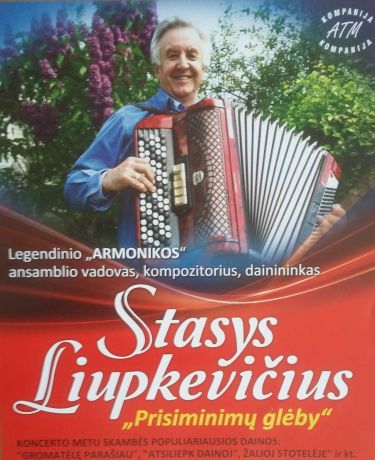 KOMPANIJA
ATM
KOMPANIJA
Legendinio „ARMONIKOS“
ansamblio vadovas, kompozitorius, dainininkas
Stasys
Liupkevičius
„Prisiminimų glėby“
KONCERTO METU SKAMBĖS POPULIARIAUSIOS DAINOS:
"GROMATĖLĘ PARAŠIAU", "ATSILIEPK DAINOJ", ŽALIOJ STOTELĖJE" ir kt.